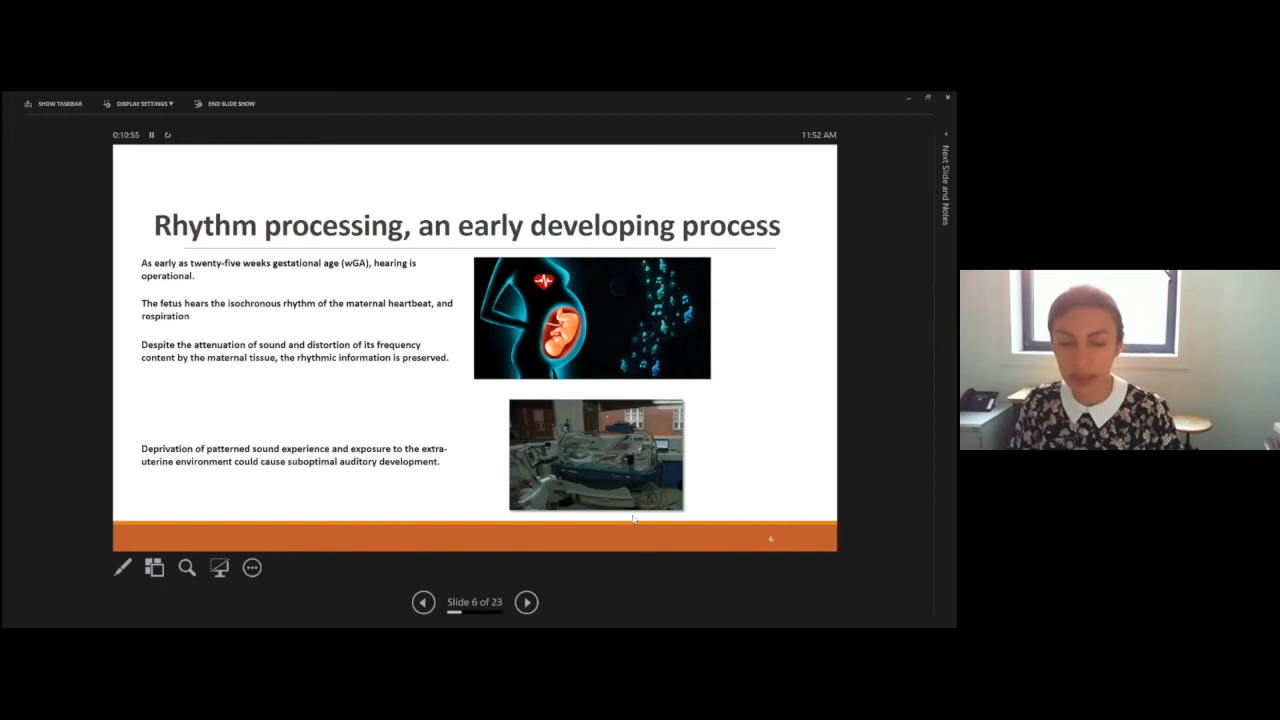 SHOW TASKBAR DISPLAY SETTINGS ▼ END SLIDE SHOW
0:10:55 11:52 AM
Next Slide and Notes
Rhythm processing, an early developing process
As early as twenty-five weeks gestational age (wGA), hearing is
operational.
The fetus hears the isochronous rhythm of the maternal heartbeat, and
respiration
Despite the attenuation of sound and distortion of its frequency
content by the maternal tissue, the rhythmic information is preserved.
Deprivation of patterned sound experience and exposure to the extra-
uterine environment could cause suboptimal auditory development.
6
Slide 6 of 23